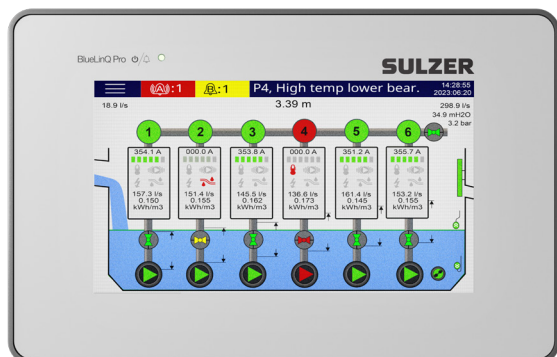 BlueLinQ Pro
SULZER
(A):1
B:1
P4, High temp lower bear.
14:28:55
2023:06:20
18.9 l/s
3.39 m
298.9 l/s
34.9 mH2O
3.2 bar
1
2
3
4
5
6
354.1 A
000.0 A
353.8 A
000.0 A
351.2 A
355.7 A
157.3 l/s
0.150
kWh/m3
151.4 l/s
0.155
kWh/m3
145.5 l/s
0.162
kWh/m3
136.6 l/s
0.173
kWh/m3
161.4 l/s
0.145
kWh/m3
153.2 l/s
0.155
kWh/m3